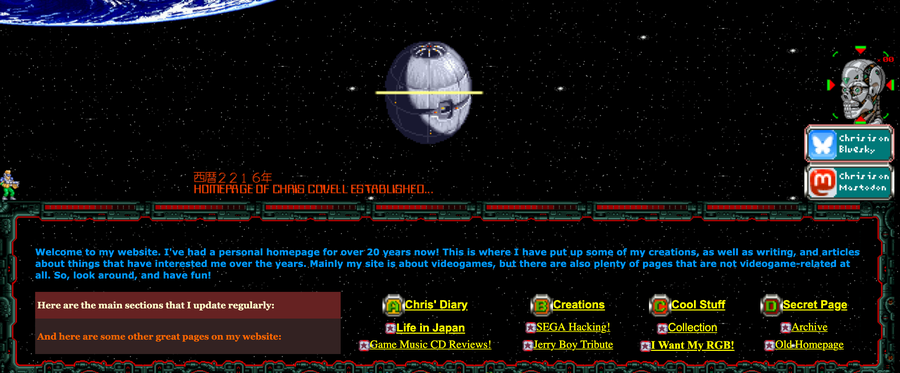 - 80
Chris is on
Bluesky
Chris is on
Mastodon
西暦2216年
HOMEPAGE OF CHRIS COVELL ESTABLISHED...
Welcome to my website. I've had a personal homepage for over 20 years now! This is where I have put up some of my creations, as well as writing, and articles
about things that have interested me over the years. Mainly my site is about videogames, but there are also plenty of pages that are not videogame-related at
all. So, look around, and have fun!
Here are the main sections that I update regularly:
A Chris' Diary
B Creations
C Cool Stuff
D Secret Page
And here are some other great pages on my website:
Life in Japan
SEGA Hacking!
Collection
Archive
Game Music CD Reviews!
Jerry Boy Tribute
I Want My RGB!
Old Homepage